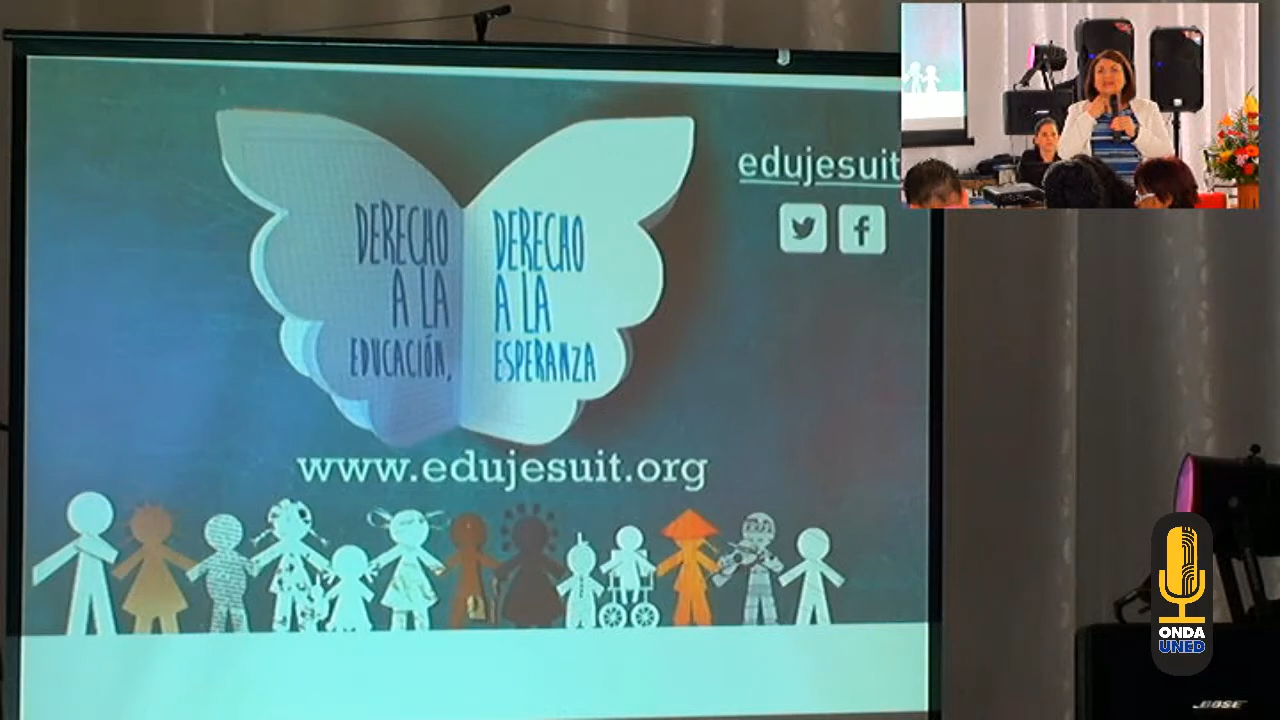 edujesuit
DERECHO
A LA
EDUCACIÓN,
DERECHO
A LA
ESPERANZA
www.edujesuit.org
ONDA
UNED
BOSE